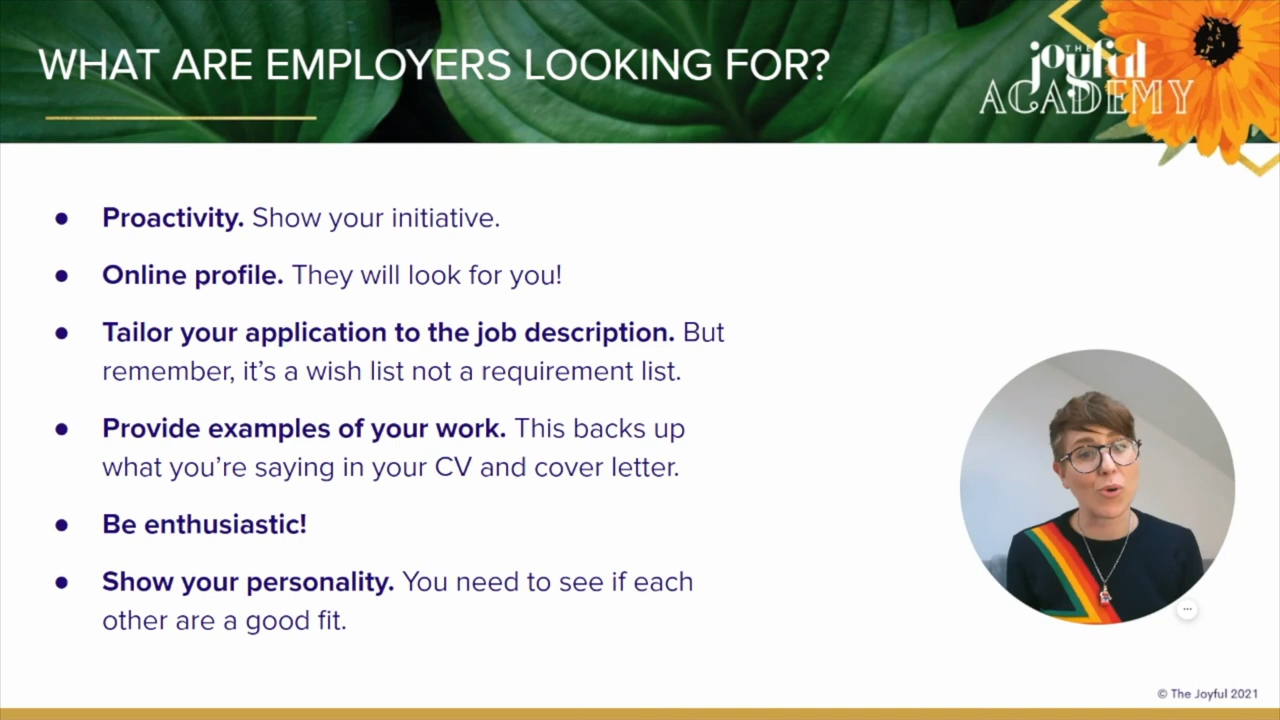 WHAT ARE EMPLOYERS LOOKING FOR?
THE
joyful
ACADEMY
● Proactivity. Show your initiative.
● Online profile. They will look for you!
● Tailor your application to the job description. But
remember, it’s a wish list not a requirement list.
● Provide examples of your work. This backs up
what you’re saying in your CV and cover letter.
● Be enthusiastic!
● Show your personality. You need to see if each
other are a good fit.
© The Joyful 2021